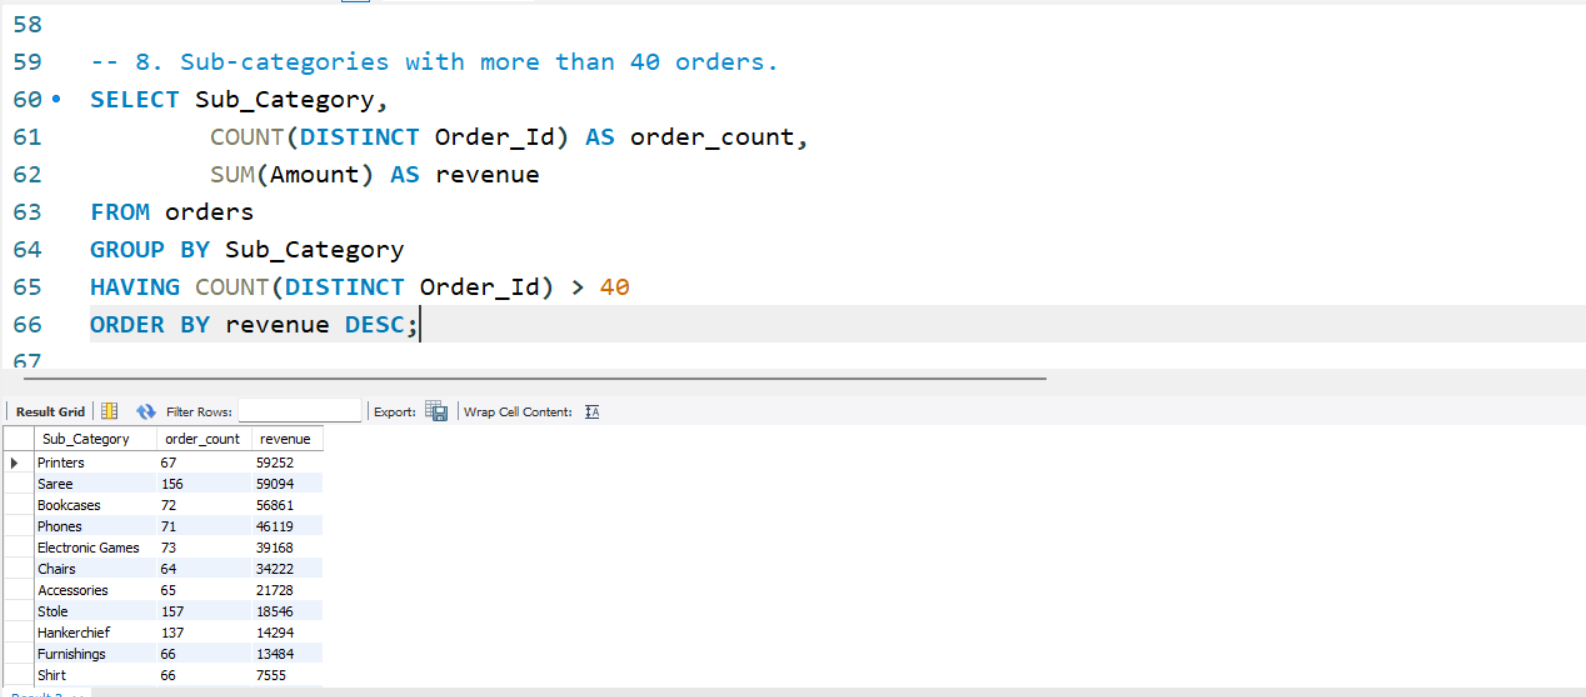 58
59 -- 8. Sub-categories with more than 40 orders.
60 SELECT Sub_Category,
61 COUNT(DISTINCT Order_Id) AS order_count,
62 SUM(Amount) AS revenue
63 FROM orders
64 GROUP BY Sub_Category
65 HAVING COUNT(DISTINCT Order_Id) > 40
66 ORDER BY revenue DESC;
67
Result Grid Filter Rows: Export: Wrap Cell Content:
Sub_Category order_count revenue
Printers 67 59252
Saree 156 59094
Bookcases 72 56861
Phones 71 46119
Electronic Games 73 39168
Chairs 64 34222
Accessories 65 21728
Stole 157 18546
Hankerchief 137 14294
Furnishings 66 13484
Shirt 66 7555